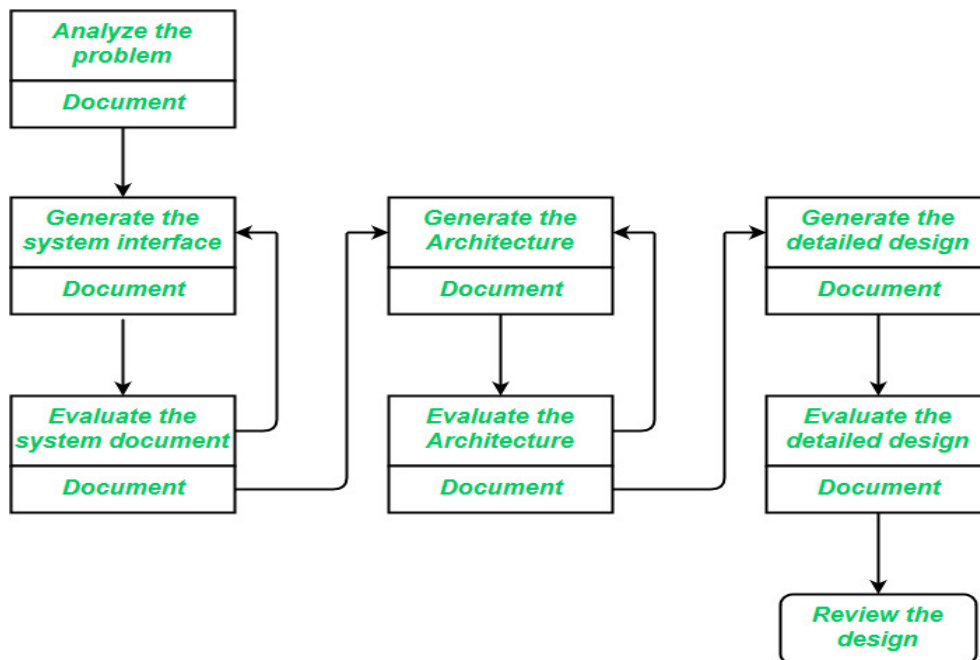 Analyze the
problem
Document
Generate the
system interface
Document
Evaluate the
system document
Document
Generate the
Architecture
Document
Evaluate the
Architecture
Document
Generate the
detailed design
Document
Evaluate the
detailed design
Document
Review the
design